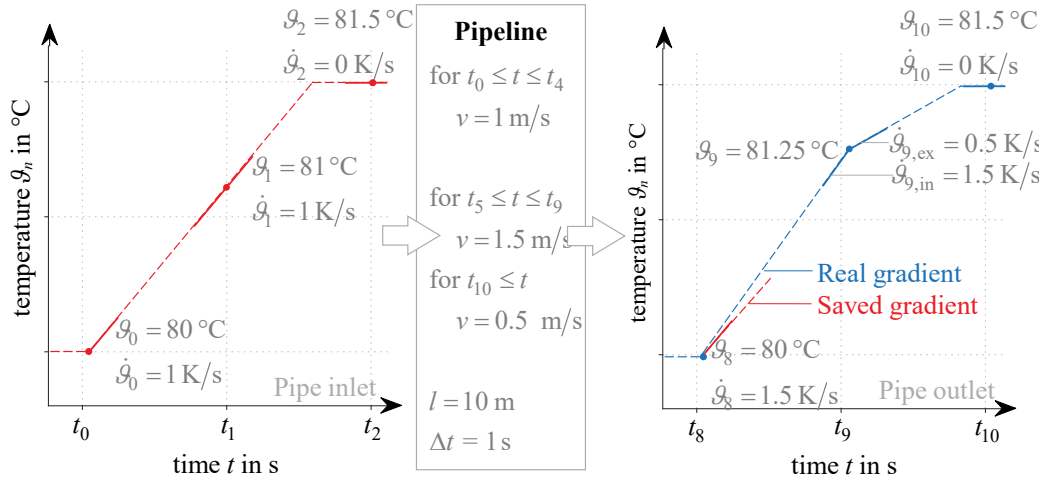 temperature ϑn in °C
ϑ2 = 81.5 °C
ϑ̇2 = 0 K/s
ϑ1 = 81 °C
ϑ̇1 = 1 K/s
ϑ0 = 80 °C
ϑ̇0 = 1 K/s
Pipe inlet
t0 t1 t2
time t in s
Pipeline
for t0 ≤ t ≤ t4
v = 1 m/s
for t5 ≤ t ≤ t9
v = 1.5 m/s
for t10 ≤ t
v = 0.5 m/s
l = 10 m
Δt = 1 s
temperature ϑn in °C
ϑ10 = 81.5 °C
ϑ̇10 = 0 K/s
ϑ9 = 81.25 °C
ϑ̇9,ex = 0.5 K/s
ϑ̇9,in = 1.5 K/s
Real gradient
Saved gradient
ϑ8 = 80 °C
ϑ̇8 = 1.5 K/s
Pipe outlet
t8 t9 t10
time t in s